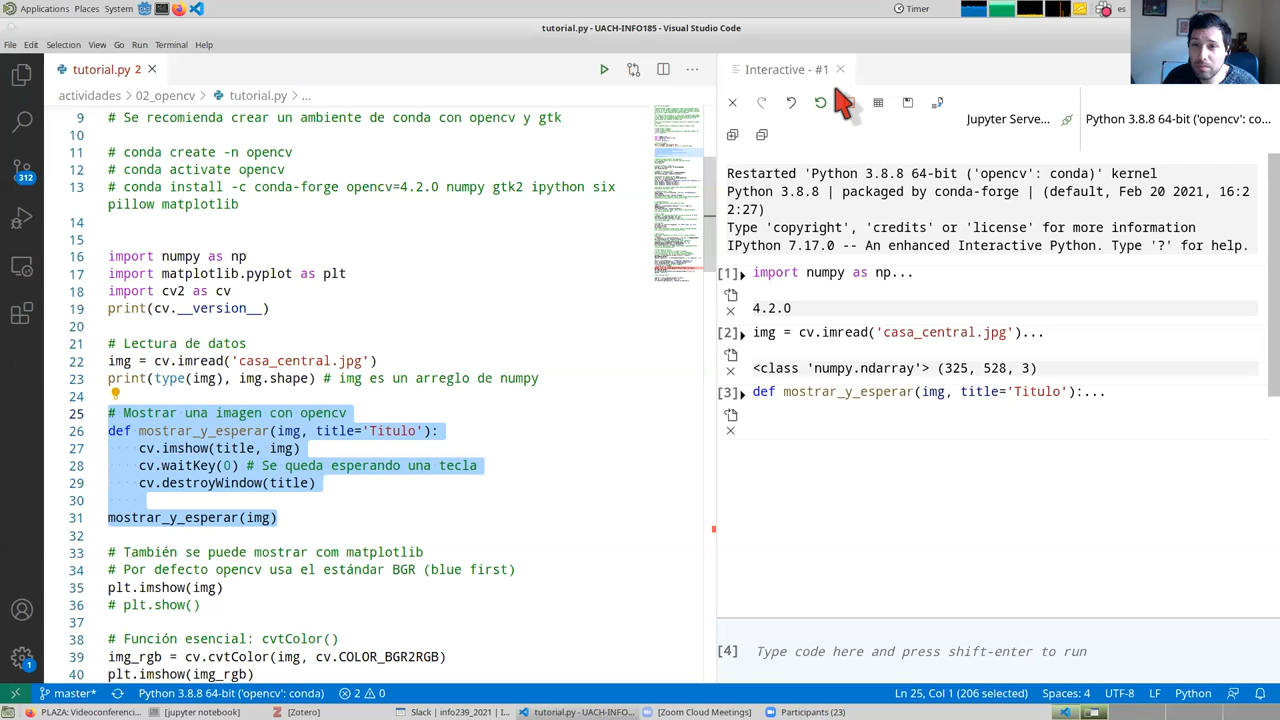 Applications Places System
Timer
es
tutorial.py - UACH-INFO185 - Visual Studio Code
File Edit Selection View Go Run Terminal Help
tutorial.py 2
actividades > 02_opencv > tutorial.py > ...
9 # Se recomienda crear un ambiente de conda con opencv y gtk
10
11 # conda create -n opencv
12 # conda activate opencv
13 # conda install -c conda-forge opencv=4.2.0 numpy gtk2 ipython six
pillow matplotlib
14
15
16 import numpy as np
17 import matplotlib.pyplot as plt
18 import cv2 as cv
19 print(cv.__version__)
20
21 # Lectura de datos
22 img = cv.imread('casa_central.jpg')
23 print(type(img), img.shape) # img es un arreglo de numpy
24
25 # Mostrar una imagen con opencv
26 def mostrar_y_esperar(img, title='Titulo'):
27 cv.imshow(title, img)
28 cv.waitKey(0) # Se queda esperando una tecla
29 cv.destroyWindow(title)
30
31 mostrar_y_esperar(img)
32
33 # También se puede mostrar com matplotlib
34 # Por defecto opencv usa el estándar BGR (blue first)
35 plt.imshow(img)
36 # plt.show()
37
38 # Función esencial: cvtColor()
39 img_rgb = cv.cvtColor(img, cv.COLOR_BGR2RGB)
40 plt.imshow(img_rgb)
312
1
Interactive - #1
Jupyter Serve... Python 3.8.8 64-bit ('opencv': co...
Restarted 'Python 3.8.8 64-bit ('opencv': conda)' kernel
Python 3.8.8 | packaged by conda-forge | (default, Feb 20 2021, 16:2
2:27)
Type 'copyright', 'credits' or 'license' for more information
IPython 7.17.0 -- An enhanced Interactive Python. Type '?' for help.
[1] import numpy as np...
4.2.0
[2] img = cv.imread('casa_central.jpg')...
<class 'numpy.ndarray'> (325, 528, 3)
[3] def mostrar_y_esperar(img, title='Titulo'):...
[4] Type code here and press shift-enter to run
master* Python 3.8.8 64-bit ('opencv': conda) 2 0
Ln 25, Col 1 (206 selected) Spaces: 4 UTF-8 LF Python
PLAZA: Videoconferenci... [jupyter notebook] [Zotero] Slack | info239_2021 | I... tutorial.py - UACH-INFO... [Zoom Cloud Meetings] Participants (23)